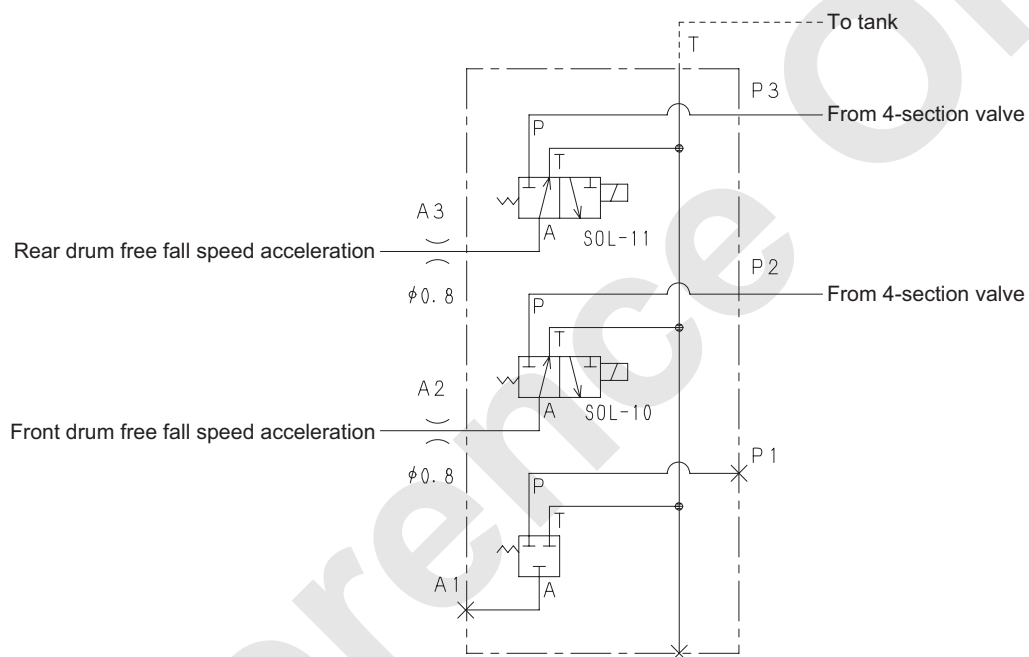 To tank
T
P3
From 4-section valve
P
T
A3
A
SOL-11
Rear drum free fall speed acceleration
P2
φ0.8
From 4-section valve
P
T
A2
A
SOL-10
Front drum free fall speed acceleration
P1
φ0.8
P
T
A1
A